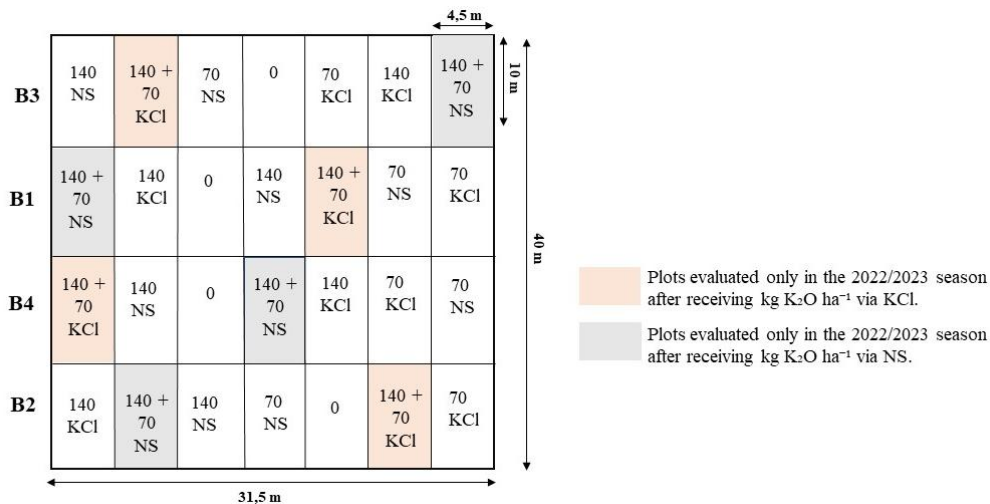 4,5 m
B3
140
NS
140 +
70
KCl
70
NS
0
70
KCl
140
KCl
140 +
70
NS
10 m
B1
140 +
70
NS
140
KCl
0
140
NS
140 +
70
KCl
70
NS
70
KCl
40 m
B4
140 +
70
KCl
140
NS
0
140 +
70
NS
140
KCl
70
KCl
70
NS
B2
140
KCl
140 +
70
NS
140
NS
70
NS
0
140 +
70
KCl
70
KCl
31,5 m
Plots evaluated only in the 2022/2023 season
after receiving kg K₂O ha⁻¹ via KCl.
Plots evaluated only in the 2022/2023 season
after receiving kg K₂O ha⁻¹ via NS.